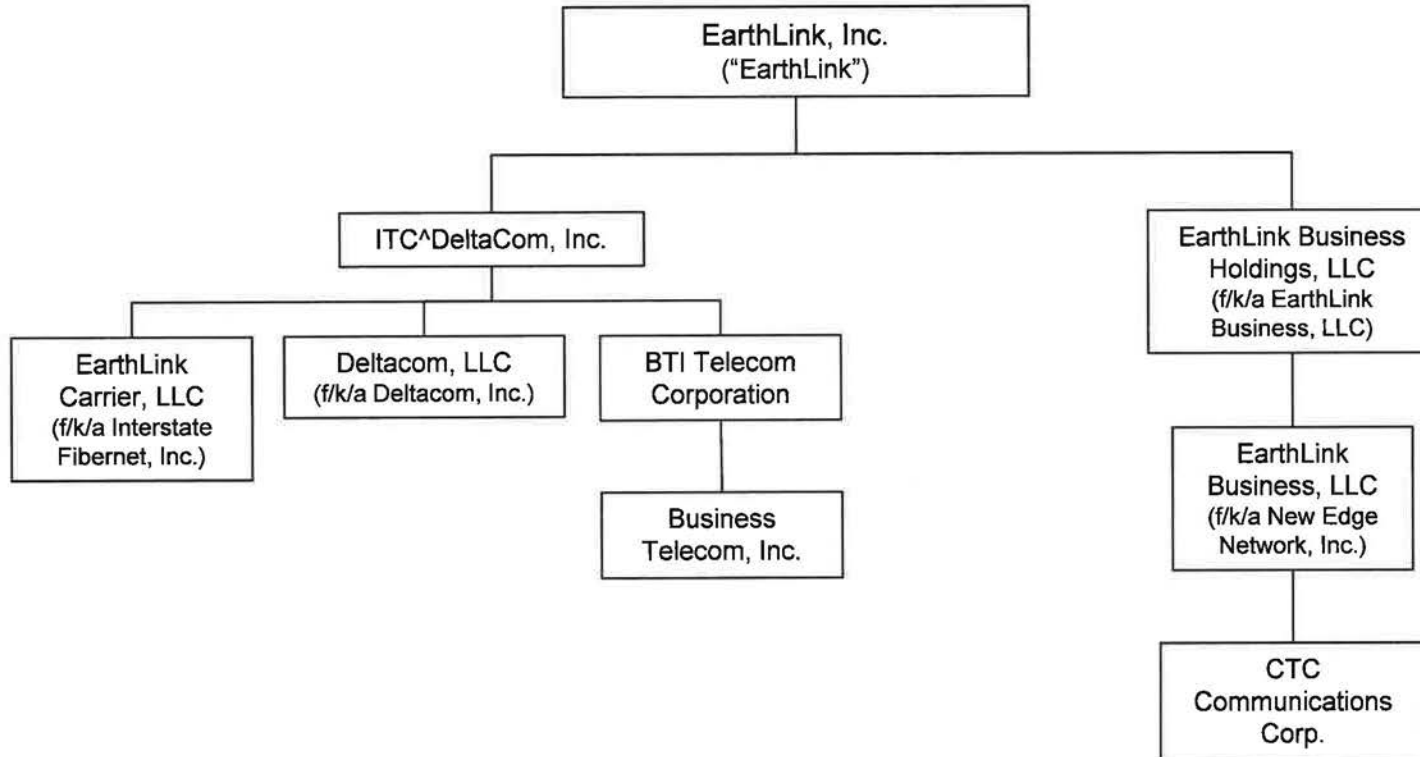 EarthLink, Inc.
(“EarthLink”)
ITC^DeltaCom, Inc.
EarthLink Business
Holdings, LLC
(f/k/a EarthLink
Business, LLC)
EarthLink
Carrier, LLC
(f/k/a Interstate
Fibernet, Inc.)
Deltacom, LLC
(f/k/a Deltacom, Inc.)
BTI Telecom
Corporation
EarthLink
Business, LLC
(f/k/a New Edge
Network, Inc.)
Business
Telecom, Inc.
CTC
Communications
Corp.